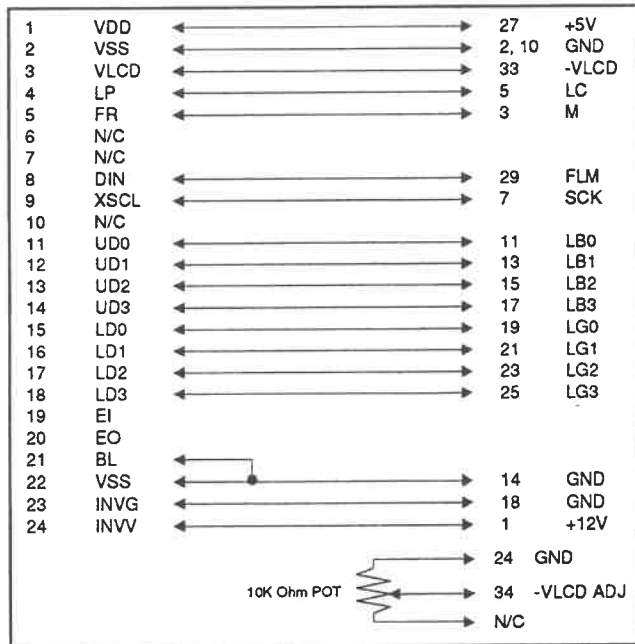 1 VDD 27 +5V
2 VSS 2, 10 GND
3 VLCD 33 -VLCD
4 LP 5 LC
5 FR 3 M
6 N/C
7 N/C
8 DIN 29 FLM
9 XSCL 7 SCK
10 N/C
11 UD0 11 LB0
12 UD1 13 LB1
13 UD2 15 LB2
14 UD3 17 LB3
15 LD0 19 LG0
16 LD1 21 LG1
17 LD2 23 LG2
18 LD3 25 LG3
19 EI
20 EO
21 BL
22 VSS 14 GND
23 INVG 18 GND
24 INVV 1 +12V
24 GND
10K Ohm POT 34 -VLCD ADJ
N/C